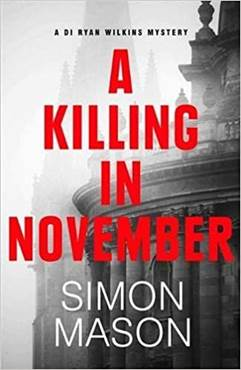 A DI RYAN WILKINS MYSTERY
A
KILLING
IN
NOVEMBER
SIMON
MASON